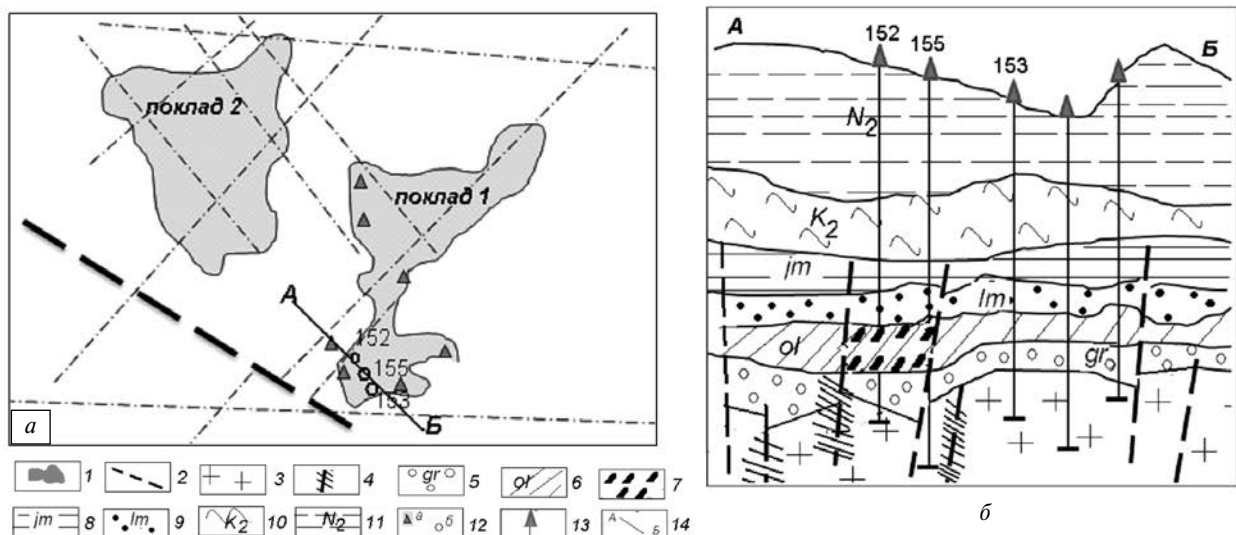 поклад 2
поклад 1
А
152
155
153
Б
а
А
152
155
153
Б
N2
K2
jm
lm
ol
gr
б
1
2
3
4
gr 5
ol 6
7
jm 8
lm 9
K2 10
N2 11
а б 12
13
А Б 14